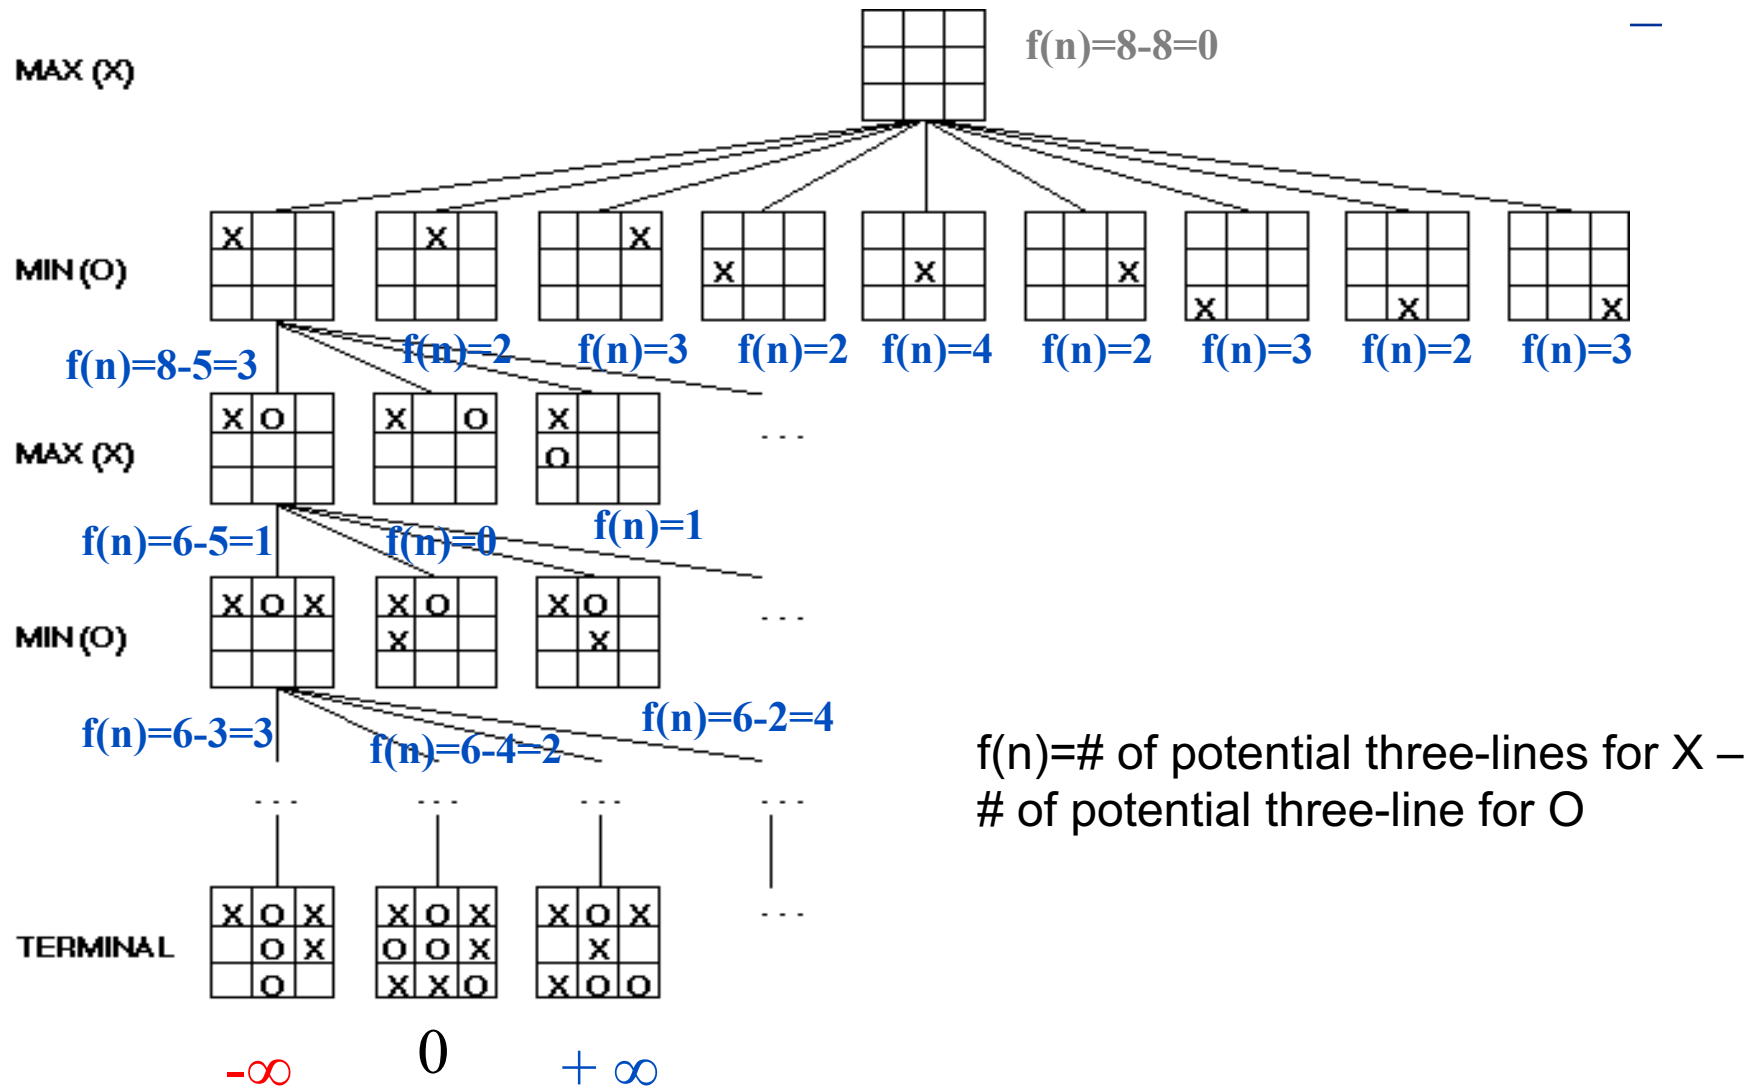 f(n)=8-8=0
MAX (X)
X X X X X X X X X
MIN (O)
f(n)=8-5=3 f(n)=2 f(n)=3 f(n)=2 f(n)=4 f(n)=2 f(n)=3 f(n)=2 f(n)=3
X O X O X
O
MAX (X)
...
f(n)=6-5=1 f(n)=0 f(n)=1
X O X X O X O
X X
MIN (O)
...
f(n)=6-3=3 f(n)=6-4=2 f(n)=6-2=4
f(n)=# of potential three-lines for X –
# of potential three-line for O
... ... ... ...
X O X X O X X O X
TERMINAL O X O O X X
O X X O X O O
...
-∞ 0 + ∞